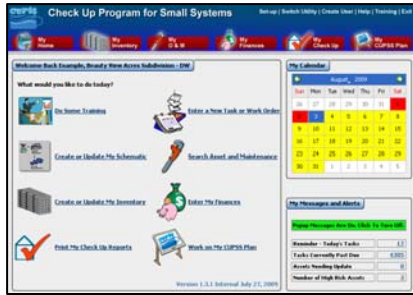 CUPSS
Check Up Program for Small Systems
Set-up | Switch Utility | Create User | Help | Training | Exit
My Home
My Inventory
My O & M
My Finances
My Check Up
My CUPSS Plan
Welcome Back Example, Beauty View Acres Subdivision - DW
What would you like to do today?
Do Some Training
Enter a New Task or Work Order
Create or Update My Schematic
Search Asset and Maintenance
Create or Update My Inventory
Enter My Finances
Print My Check Up Reports
Work on My CUPSS Plan
Version 1.3.1 Internal July 27, 2009
My Calendar
August, 2009
Sun Mon Tue Wed Thu Fri Sat
26 27 28 29 30 31 1
2 3 4 5 6 7 8
9 10 11 12 13 14 15
16 17 18 19 20 21 22
23 24 25 26 27 28 29
30 31 1 2 3 4 5
My Messages and Alerts
Popup Messages Are On. Click To Turn Off.
Reminder - Today's Tasks 12
Tasks Currently Past Due
Assets Needing Update 0
Number of High Risk Assets